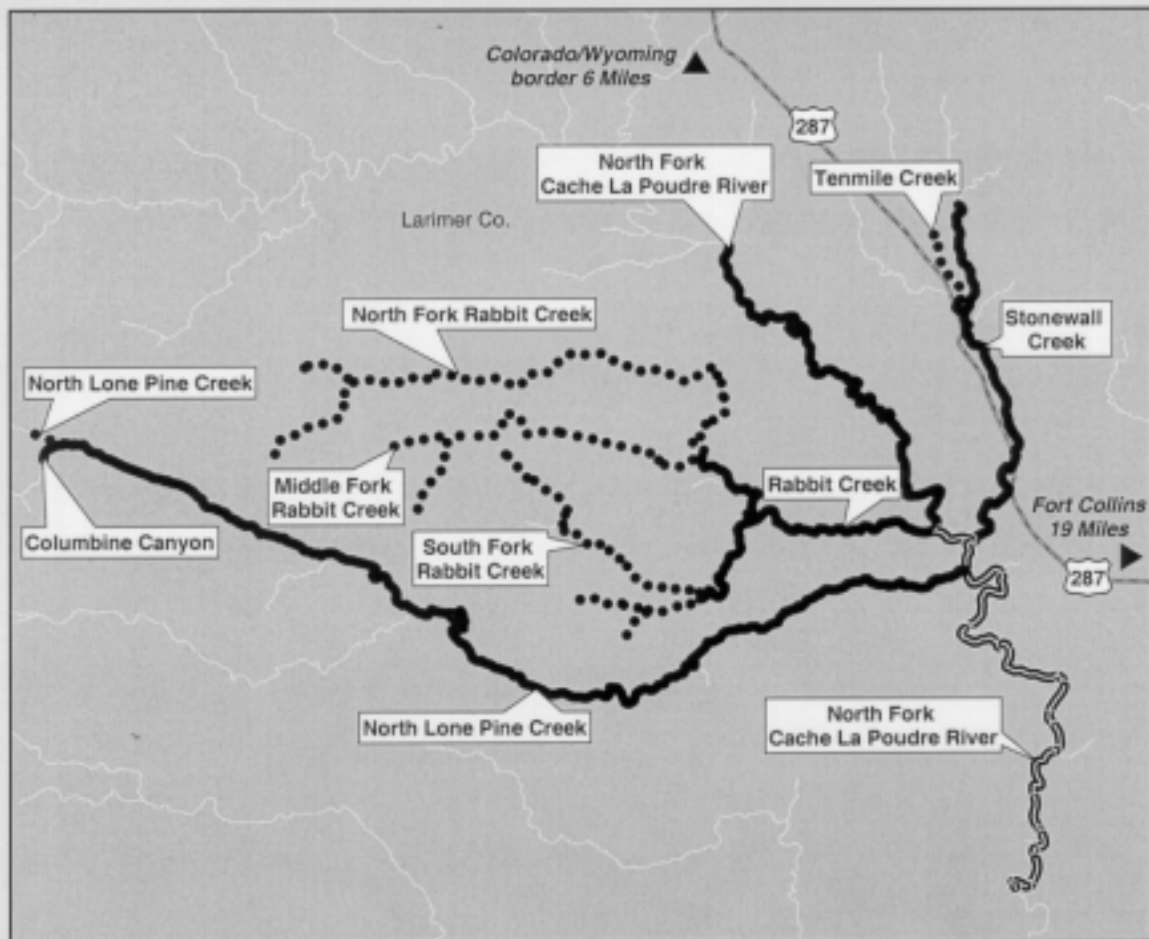 Colorado/Wyoming
border 6 Miles
287
North Fork
Cache La Poudre River
Tenmile Creek
Larimer Co.
North Fork Rabbit Creek
Stonewall
Creek
North Lone Pine Creek
Middle Fork
Rabbit Creek
Rabbit Creek
Fort Collins
19 Miles
Columbine Canyon
South Fork
Rabbit Creek
287
North Lone Pine Creek
North Fork
Cache La Poudre River